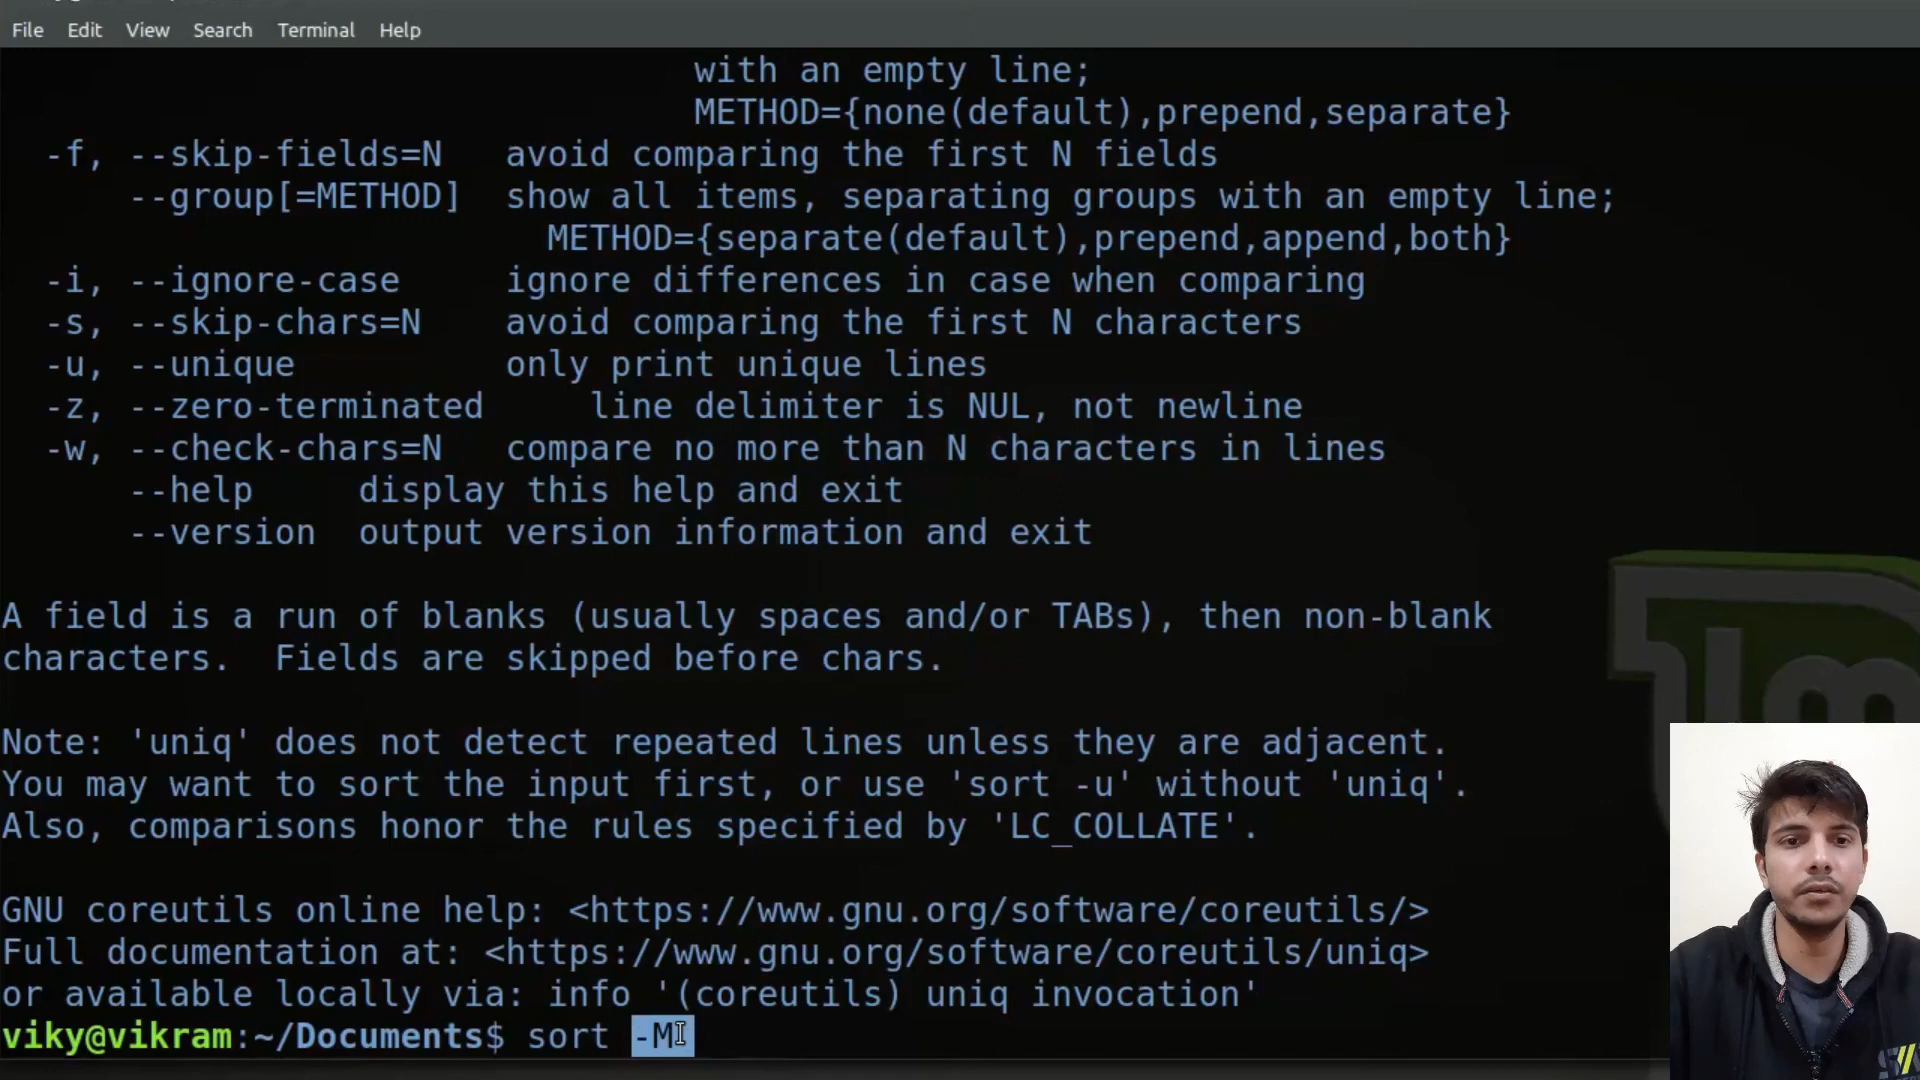 File Edit View Search Terminal Help
with an empty line;
METHOD={none(default),prepend,separate}
-f, --skip-fields=N avoid comparing the first N fields
--group[=METHOD] show all items, separating groups with an empty line;
METHOD={separate(default),prepend,append,both}
-i, --ignore-case ignore differences in case when comparing
-s, --skip-chars=N avoid comparing the first N characters
-u, --unique only print unique lines
-z, --zero-terminated line delimiter is NUL, not newline
-w, --check-chars=N compare no more than N characters in lines
--help display this help and exit
--version output version information and exit
A field is a run of blanks (usually spaces and/or TABs), then non-blank
characters. Fields are skipped before chars.
Note: 'uniq' does not detect repeated lines unless they are adjacent.
You may want to sort the input first, or use 'sort -u' without 'uniq'.
Also, comparisons honor the rules specified by 'LC_COLLATE'.
GNU coreutils online help: <https://www.gnu.org/software/coreutils/>
Full documentation at: <https://www.gnu.org/software/coreutils/uniq>
or available locally via: info '(coreutils) uniq invocation'
viky@vikram:~/Documents$ sort -M